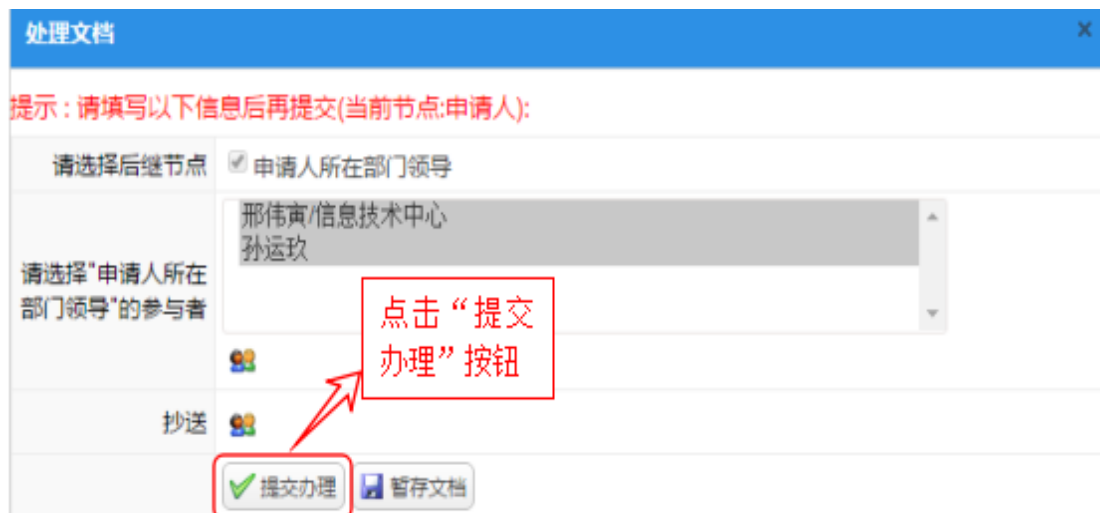 处理文档
提示：请填写以下信息后再提交(当前节点:申请人):
请选择后继节点 申请人所在部门领导
邢伟寅/信息技术中心
孙运玖
请选择"申请人所在
部门领导"的参与者
点击“提交
办理”按钮
抄送
提交办理 暂存文档